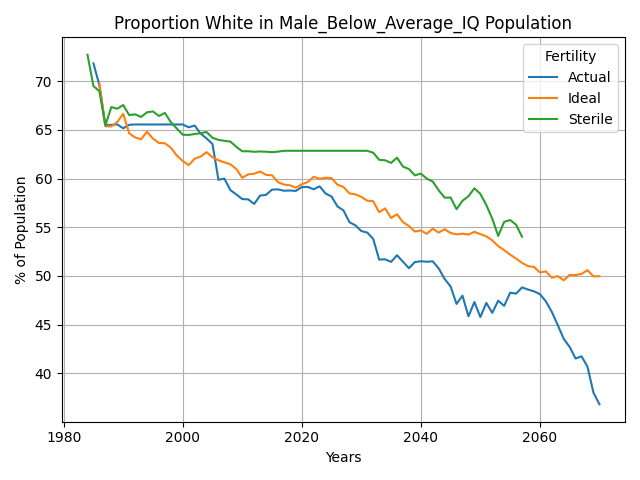 Proportion White in Male_Below_Average_IQ Population
Fertility
Actual
Ideal
Sterile
% of Population
70
65
60
55
50
45
40
1980
2000
2020
2040
2060
Years